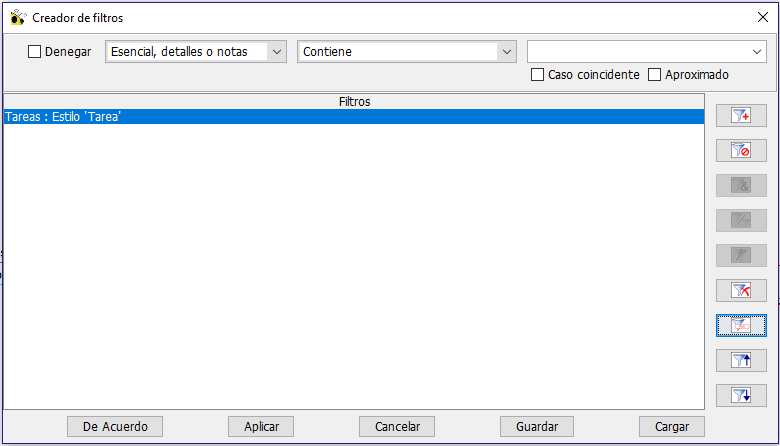 Creador de filtros
Denegar Esencial, detalles o notas Contiene
Caso coincidente Aproximado
Filtros
Tareas : Estilo 'Tarea'
De Acuerdo Aplicar Cancelar Guardar Cargar